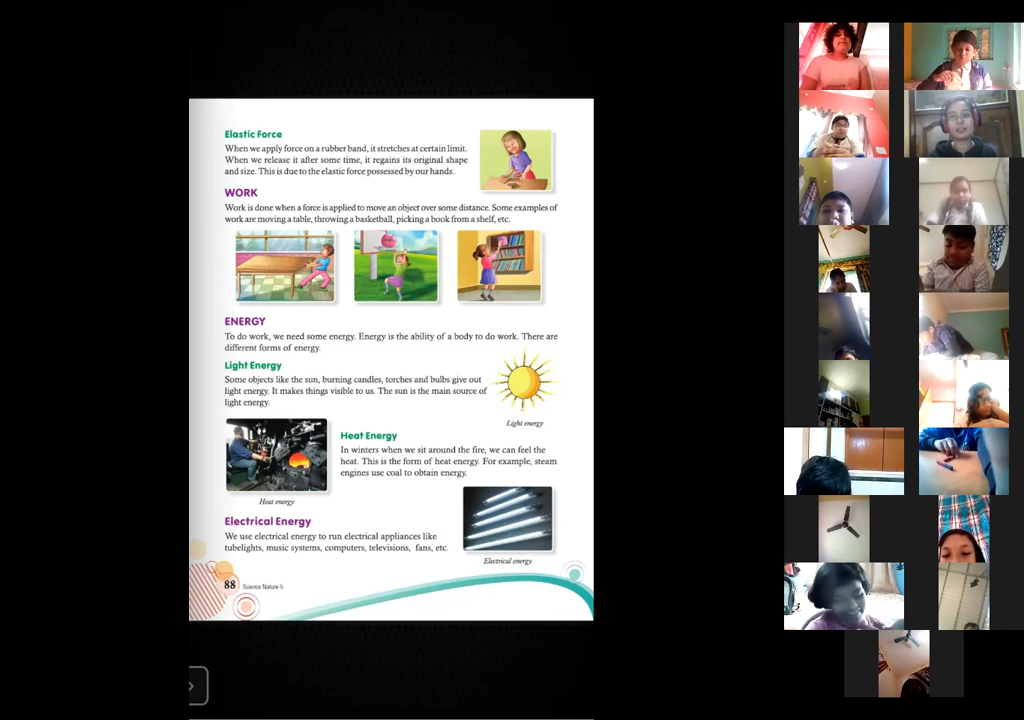 Elastic Force
When we apply force on a rubber band, it stretches at certain limit.
When we release it after some time, it regains its original shape
and size. This is due to the elastic force possessed by our hands.
WORK
Work is done when a force is applied to move an object over some distance. Some examples of
work are moving a table, throwing a basketball, picking a book from a shelf, etc.
ENERGY
To do work, we need some energy. Energy is the ability of a body to do work. There are
different forms of energy.
Light Energy
Some objects like the sun, burning candles, torches and bulbs give out
light energy. It makes things visible to us. The sun is the main source of
light energy.
Light energy
Heat Energy
In winters when we sit around the fire, we can feel the
heat. This is the form of heat energy. For example, steam
engines use coal to obtain energy.
Heat energy
Electrical Energy
We use electrical energy to run electrical appliances like
tubelights, music systems, computers, televisions, fans, etc.
Electrical energy
88 Science Nature-5